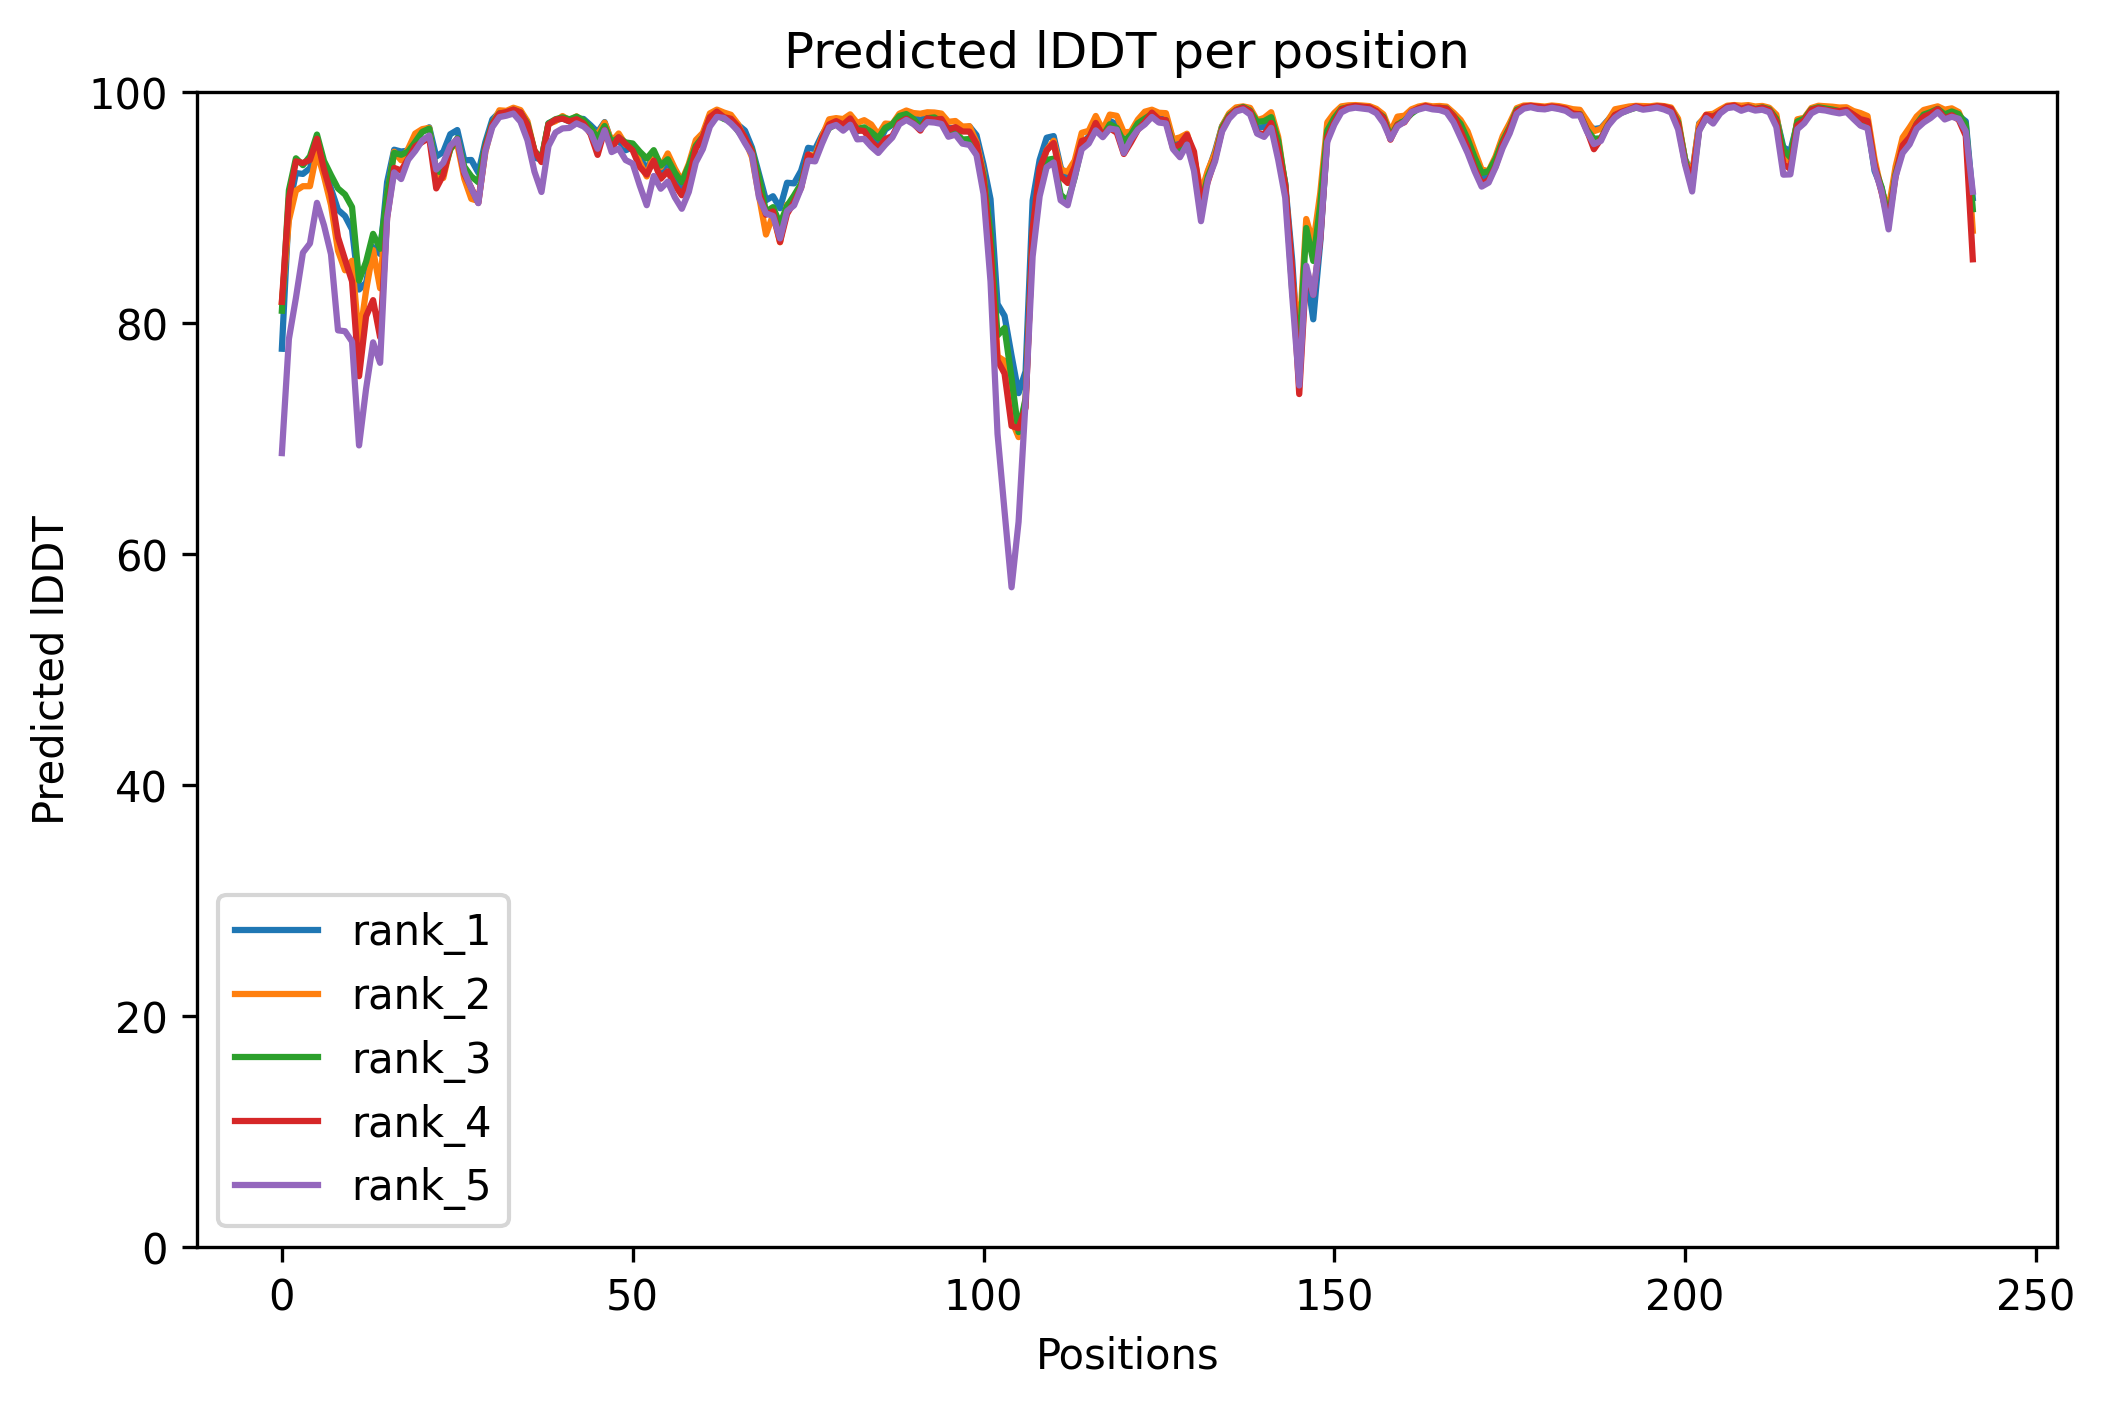 Predicted lDDT per position
100
80
60
40
20
0
Predicted lDDT
rank_1
rank_2
rank_3
rank_4
rank_5
0 50 100 150 200 250
Positions